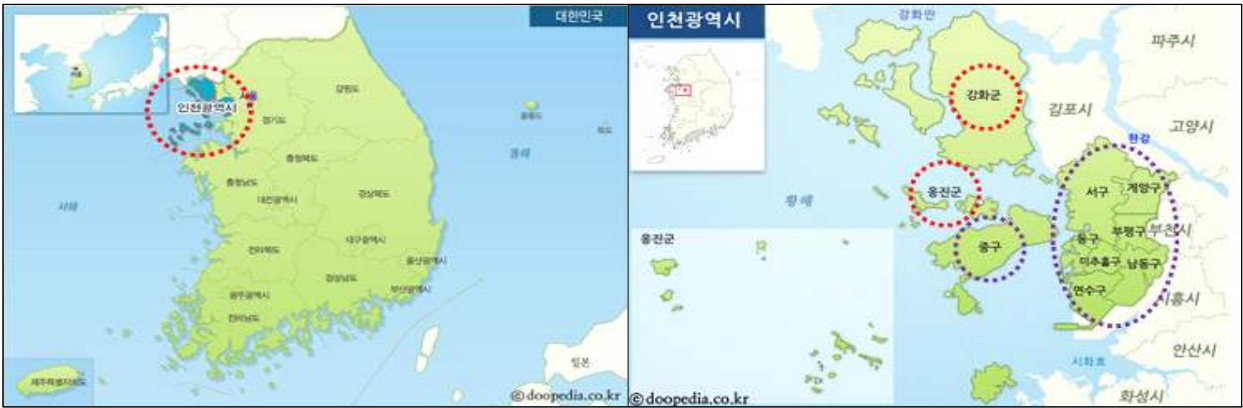 대한민국
인천광역시
서울
강원도
경기도
울릉도
독도
동해
서해
충청북도
충청남도
대전광역시
경상북도
전라북도
대구광역시
울산광역시
경상남도
부산광역시
광주광역시
전라남도
제주특별자치도
일본
©doopedia.co.kr
인천광역시
강화만
파주시
강화군
김포시
고양시
한강
옹진군
서구
계양구
황해
부평구
부천시
동구
중구
미추홀구
남동구
연수구
시흥시
옹진군
안산시
시화호
화성시
©doopedia.co.kr